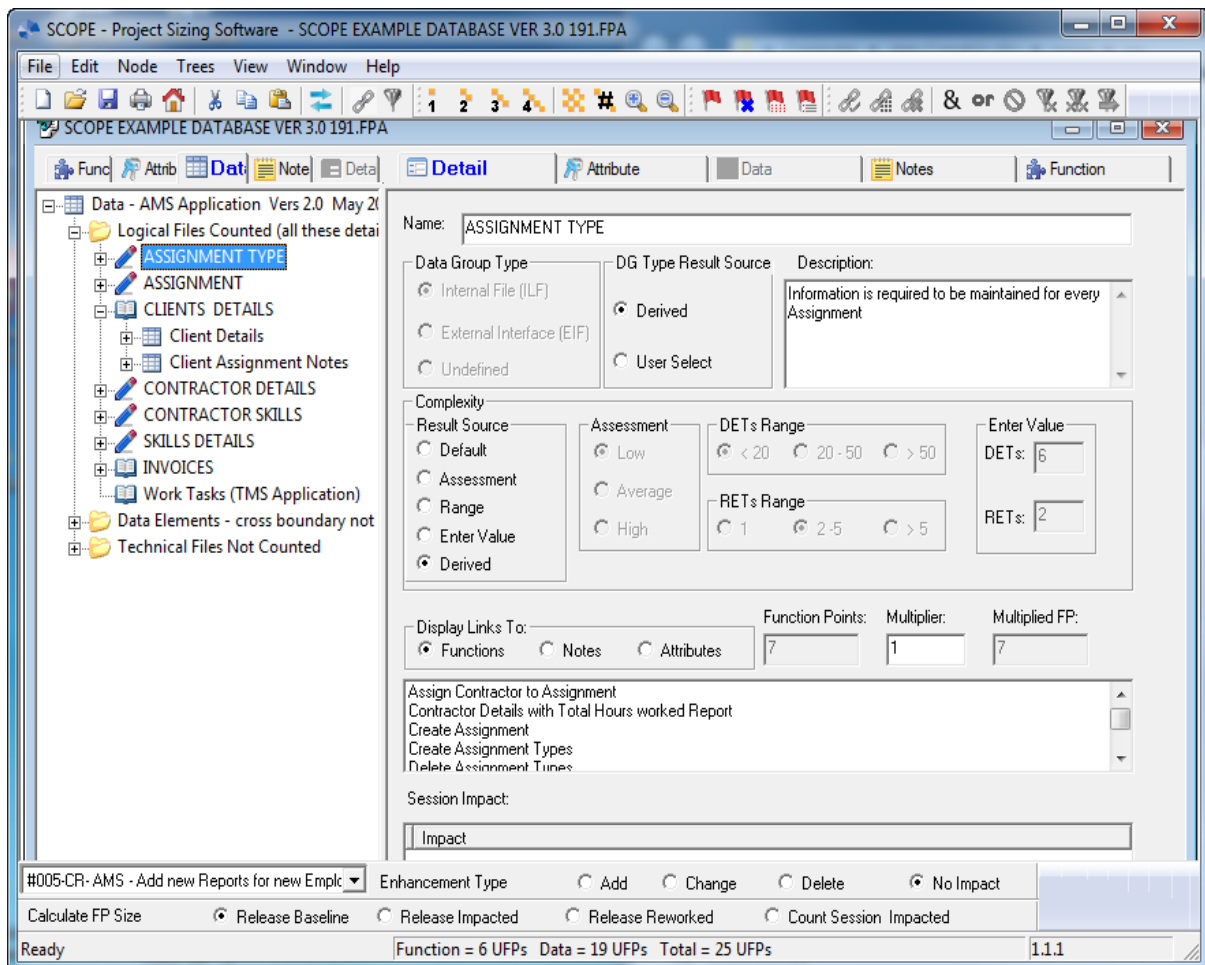 SCOPE - Project Sizing Software - SCOPE EXAMPLE DATABASE VER 3.0 191.FPA
File Edit Node Trees View Window Help
1 2 3 4 # & or
SCOPE EXAMPLE DATABASE VER 3.0 191.FPA
Func Attrib Dat Note Detai
Detail Attribute Data Notes Function
Data - AMS Application Vers 2.0 May 20
Logical Files Counted (all these detai
ASSIGNMENT TYPE
ASSIGNMENT
CLIENTS DETAILS
Client Details
Client Assignment Notes
CONTRACTOR DETAILS
CONTRACTOR SKILLS
SKILLS DETAILS
INVOICES
Work Tasks (TMS Application)
Data Elements - cross boundary not
Technical Files Not Counted
Name: ASSIGNMENT TYPE
Data Group Type
Internal File (ILF)
External Interface (EIF)
Undefined
DG Type Result Source
Derived
User Select
Description:
Information is required to be maintained for every
Assignment
Complexity
Result Source
Default
Assessment
Range
Enter Value
Derived
Assessment
Low
Average
High
DETs Range
< 20 20 - 50 > 50
RETs Range
1 2 -5 > 5
Enter Value
DETs: 6
RETs: 2
Display Links To:
Functions Notes Attributes
Function Points: Multiplier: Multiplied FP:
7 1 7
Assign Contractor to Assignment
Contractor Details with Total Hours worked Report
Create Assignment
Create Assignment Types
Delete Assignment Types
Session Impact:
Impact
#005-CR- AMS - Add new Reports for new Emplc Enhancement Type Add Change Delete No Impact
Calculate FP Size Release Baseline Release Impacted Release Reworked Count Session Impacted
Ready Function = 6 UFPs Data = 19 UFPs Total = 25 UFPs 1.1.1